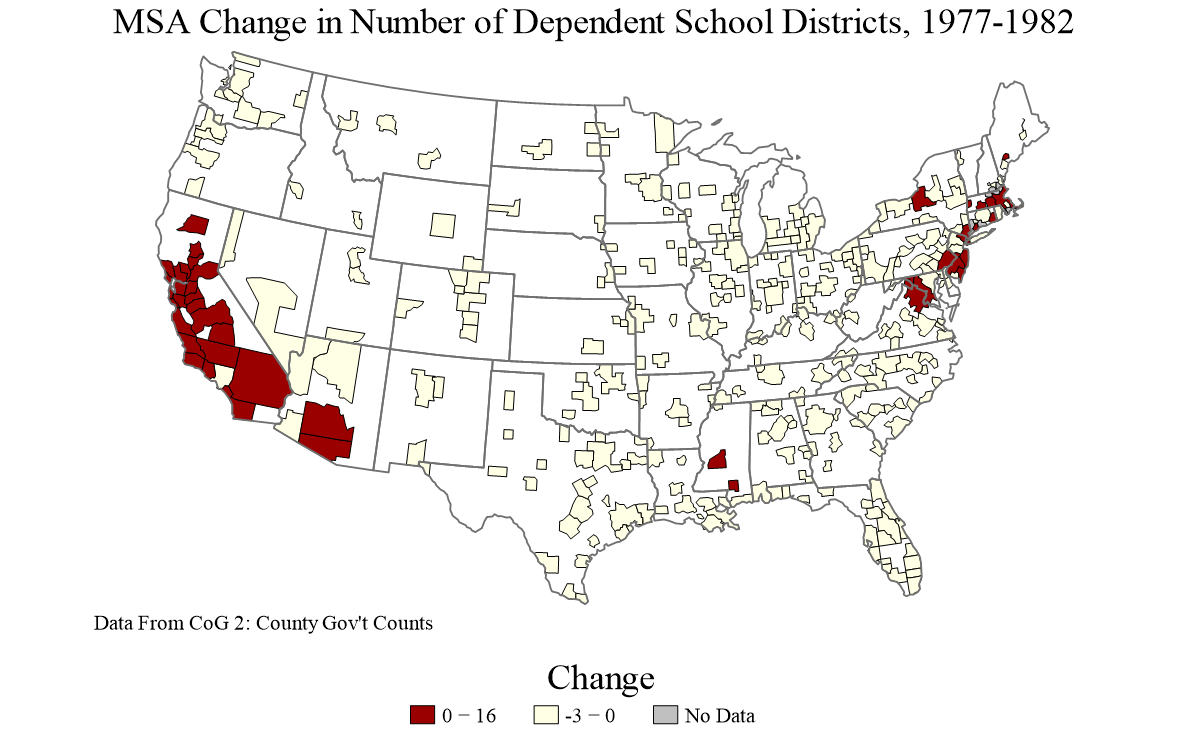 MSA Change in Number of Dependent School Districts, 1977-1982
Data From CoG 2: County Gov't Counts
Change
0 − 16
-3 − 0
No Data